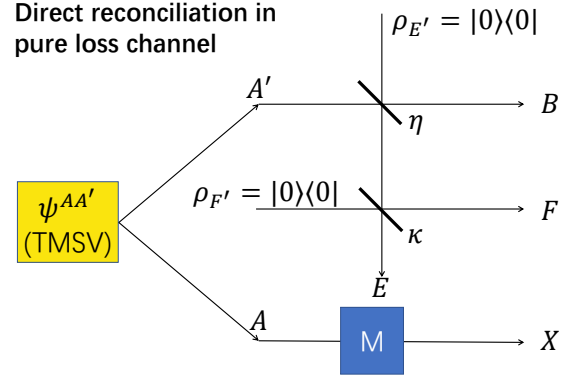 Direct reconciliation in
pure loss channel
ρ_{E′} = |0⟩⟨0|
A′
B
η
ψ^{AA′}
(TMSV)
ρ_{F′} = |0⟩⟨0|
F
κ
E
A
M
X